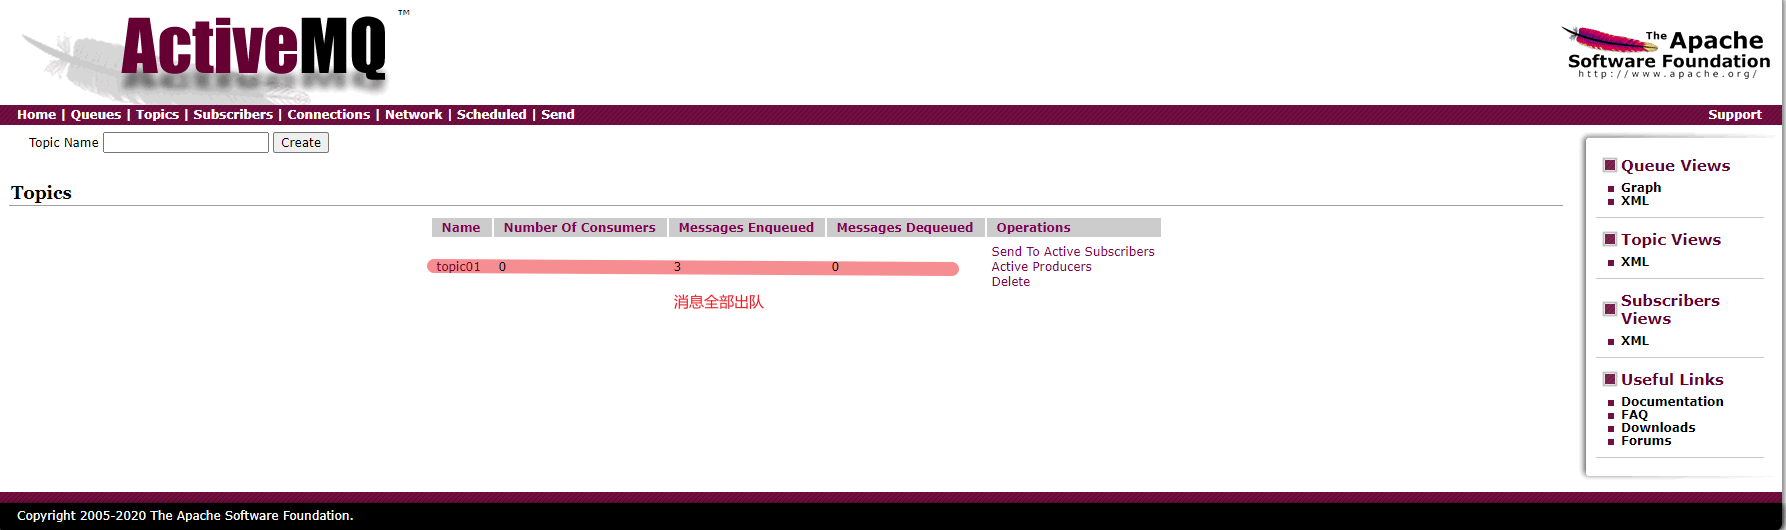 ActiveMQ ™
The Apache
Software Foundation
http://www.apache.org/
Home | Queues | Topics | Subscribers | Connections | Network | Scheduled | Send
Support
Topic Name Create
Topics
Name Number Of Consumers Messages Enqueued Messages Dequeued Operations
topic01 0 3 0
Send To Active Subscribers
Active Producers
Delete
消息全部出队
Queue Views
Graph
XML
Topic Views
XML
Subscribers
Views
XML
Useful Links
Documentation
FAQ
Downloads
Forums
Copyright 2005-2020 The Apache Software Foundation.